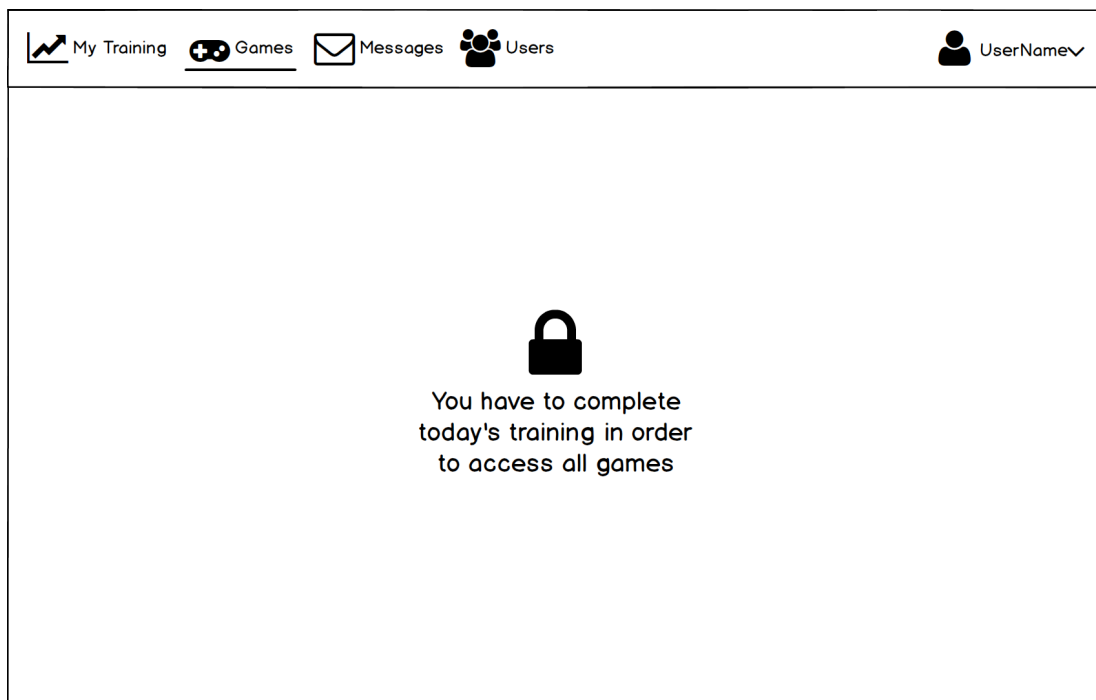 My Training Games Messages Users UserName
You have to complete
today's training in order
to access all games